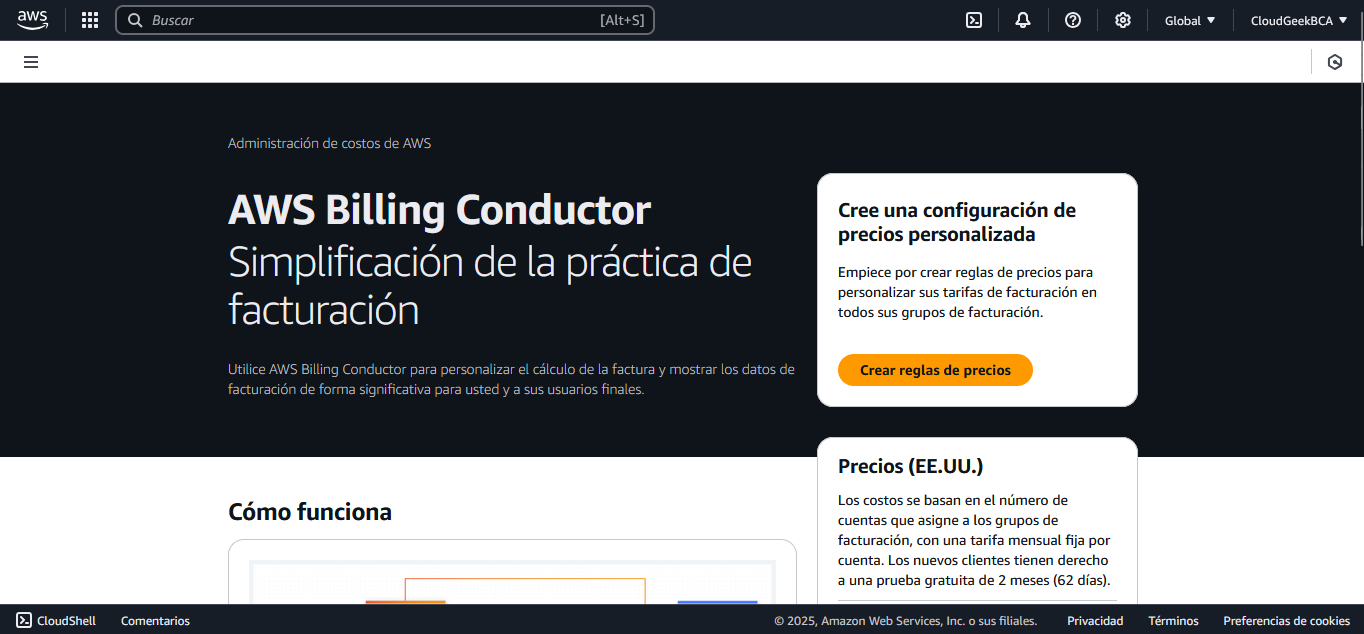 aws
Buscar
[Alt+S]
Global
CloudGeekBCA
Administración de costos de AWS
AWS Billing Conductor
Simplificación de la práctica de
facturación
Utilice AWS Billing Conductor para personalizar el cálculo de la factura y mostrar los datos de
facturación de forma significativa para usted y a sus usuarios finales.
Cree una configuración de
precios personalizada
Empiece por crear reglas de precios para
personalizar sus tarifas de facturación en
todos sus grupos de facturación.
Crear reglas de precios
Precios (EE.UU.)
Los costos se basan en el número de
cuentas que asigne a los grupos de
facturación, con una tarifa mensual fija por
cuenta. Los nuevos clientes tienen derecho
a una prueba gratuita de 2 meses (62 días).
Cómo funciona
CloudShell
Comentarios
© 2025, Amazon Web Services, Inc. o sus filiales.
Privacidad
Términos
Preferencias de cookies